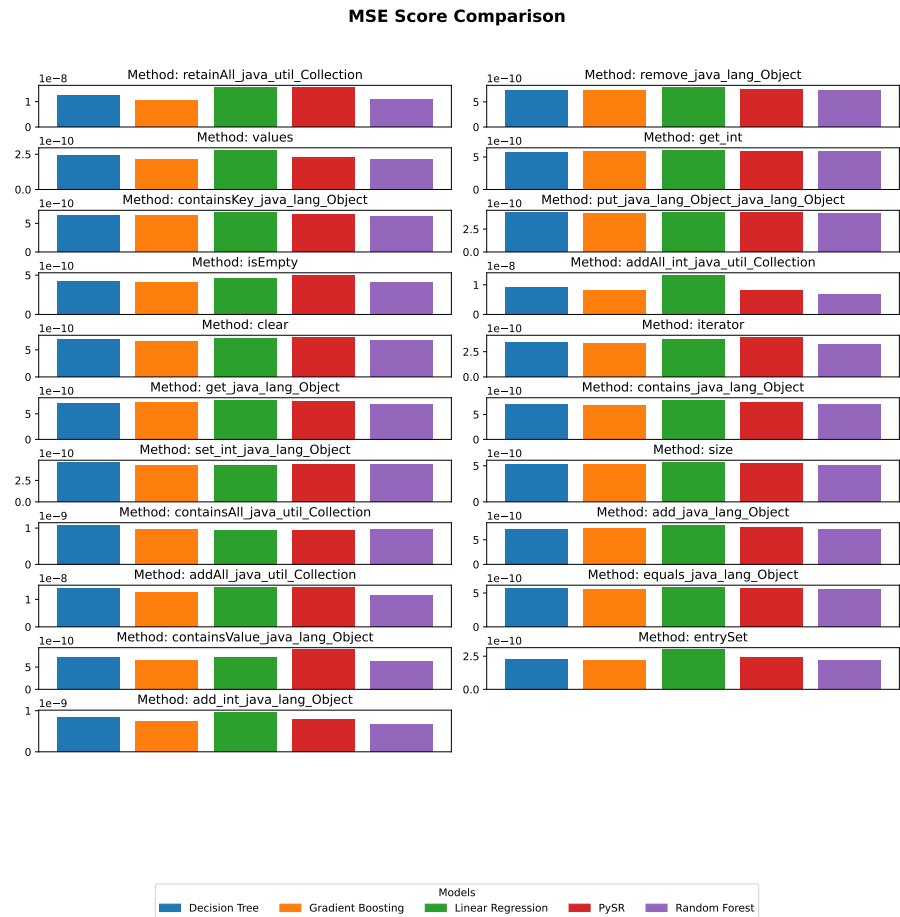 MSE Score Comparison
1e−8
Method: retainAll_java_util_Collection
1
0
1e−10
Method: remove_java_lang_Object
5
0
1e−10
Method: values
2.5
0.0
1e−10
Method: get_int
5
0
1e−10
Method: containsKey_java_lang_Object
5
0
1e−10
Method: put_java_lang_Object_java_lang_Object
2.5
0.0
1e−10
Method: isEmpty
5
0
1e−8
Method: addAll_int_java_util_Collection
1
0
1e−10
Method: clear
5
0
1e−10
Method: iterator
2.5
0.0
1e−10
Method: get_java_lang_Object
5
0
1e−10
Method: contains_java_lang_Object
5
0
1e−10
Method: set_int_java_lang_Object
2.5
0.0
1e−10
Method: size
5
0
1e−9
Method: containsAll_java_util_Collection
1
0
1e−10
Method: add_java_lang_Object
5
0
1e−8
Method: addAll_java_util_Collection
1
0
1e−10
Method: equals_java_lang_Object
5
0
1e−10
Method: containsValue_java_lang_Object
5
0
1e−10
Method: entrySet
2.5
0.0
1e−9
Method: add_int_java_lang_Object
1
0
Models
Decision Tree Gradient Boosting Linear Regression PySR Random Forest